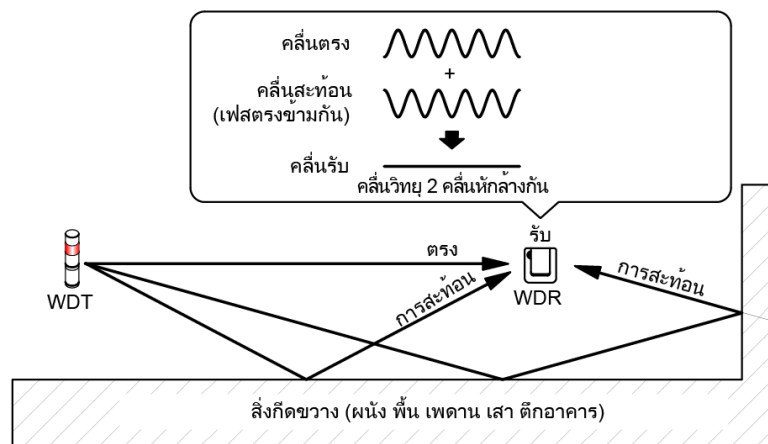 คลื่นตรง
+
คลื่นสะท้อน
(เฟสตรงข้ามกัน)
คลื่นรับ
คลื่นวิทยุ 2 คลื่นหักล้างกัน
รับ
ตรง
การสะท้อน
WDT
WDR
การสะท้อน
สิ่งกีดขวาง (ผนัง พื้น เพดาน เสา ตึกอาคาร)